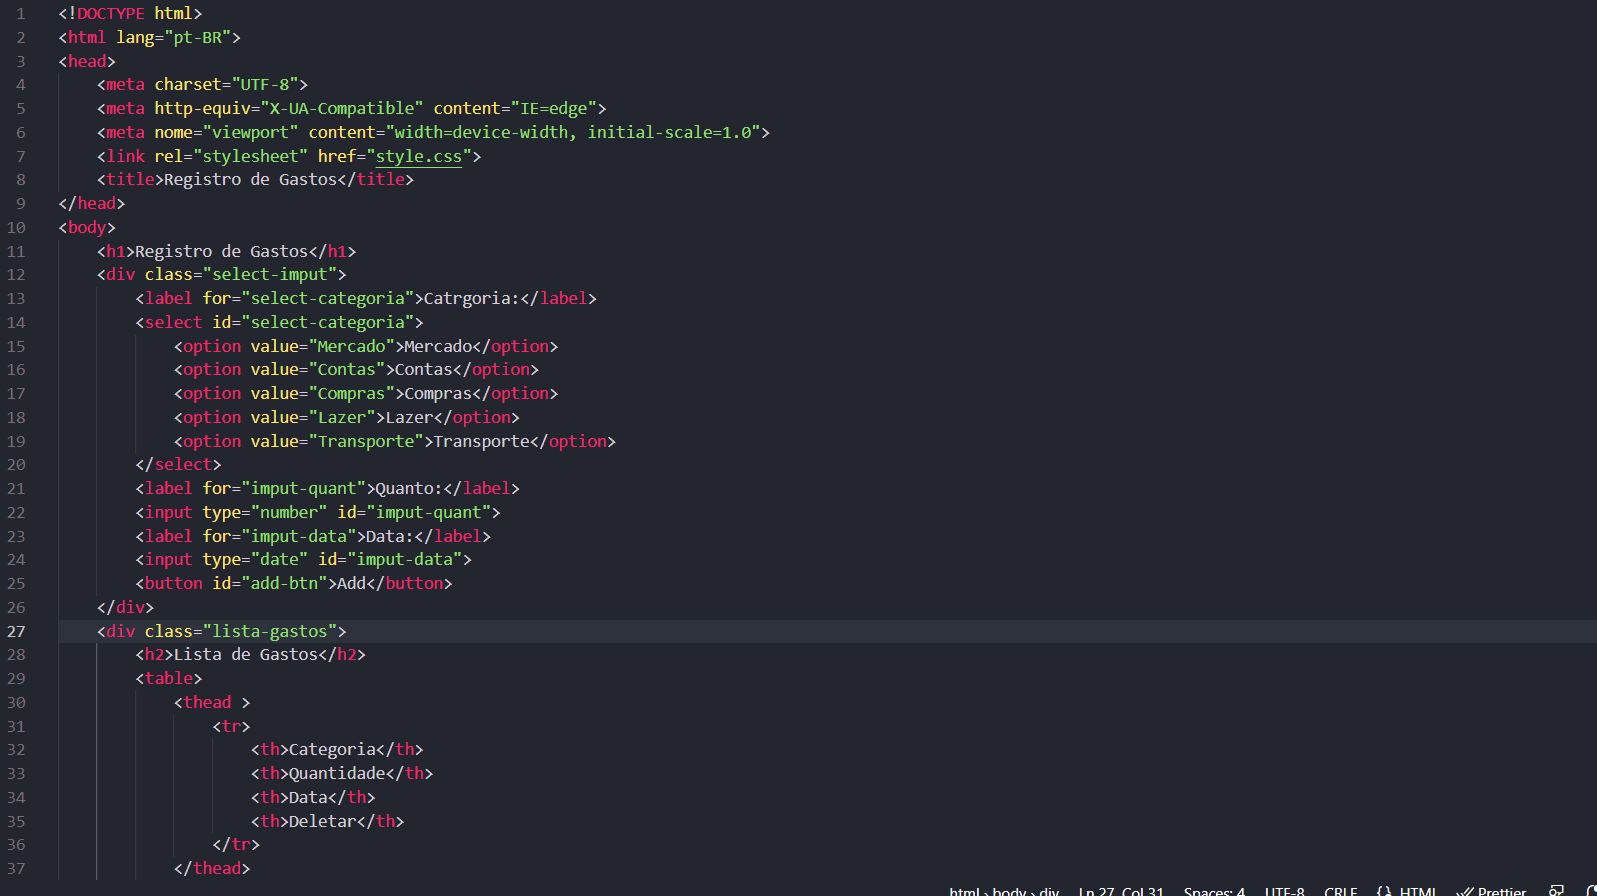 1 <!DOCTYPE html>
2 <html lang="pt-BR">
3 <head>
4     <meta charset="UTF-8">
5     <meta http-equiv="X-UA-Compatible" content="IE=edge">
6     <meta nome="viewport" content="width=device-width, initial-scale=1.0">
7     <link rel="stylesheet" href="style.css">
8     <title>Registro de Gastos</title>
9 </head>
10 <body>
11     <h1>Registro de Gastos</h1>
12     <div class="select-imput">
13         <label for="select-categoria">Catrgoria:</label>
14         <select id="select-categoria">
15             <option value="Mercado">Mercado</option>
16             <option value="Contas">Contas</option>
17             <option value="Compras">Compras</option>
18             <option value="Lazer">Lazer</option>
19             <option value="Transporte">Transporte</option>
20         </select>
21         <label for="imput-quant">Quanto:</label>
22         <input type="number" id="imput-quant">
23         <label for="imput-data">Data:</label>
24         <input type="date" id="imput-data">
25         <button id="add-btn">Add</button>
26     </div>
27     <div class="lista-gastos">
28         <h2>Lista de Gastos</h2>
29         <table>
30             <thead >
31                 <tr>
32                     <th>Categoria</th>
33                     <th>Quantidade</th>
34                     <th>Data</th>
35                     <th>Deletar</th>
36                 </tr>
37             </thead>
html › body › div Ln 27, Col 31 Spaces: 4 UTF-8 CRLF {} HTML Prettier